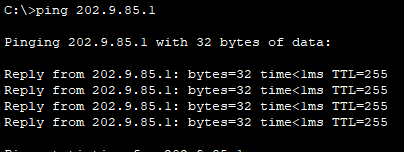 C:\>ping 202.9.85.1
Pinging 202.9.85.1 with 32 bytes of data:
Reply from 202.9.85.1: bytes=32 time<1ms TTL=255
Reply from 202.9.85.1: bytes=32 time<1ms TTL=255
Reply from 202.9.85.1: bytes=32 time<1ms TTL=255
Reply from 202.9.85.1: bytes=32 time<1ms TTL=255